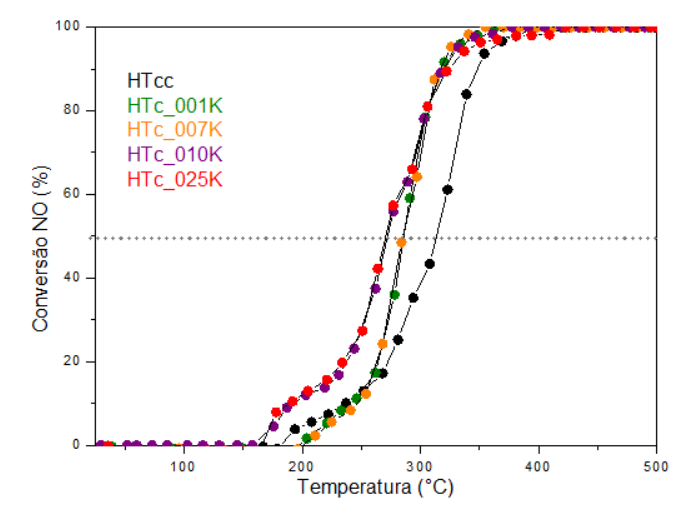 100
80
60
40
20
0
Conversão NO (%)
HTcc
HTc_001K
HTc_007K
HTc_010K
HTc_025K
100 200 300 400 500
Temperatura (°C)